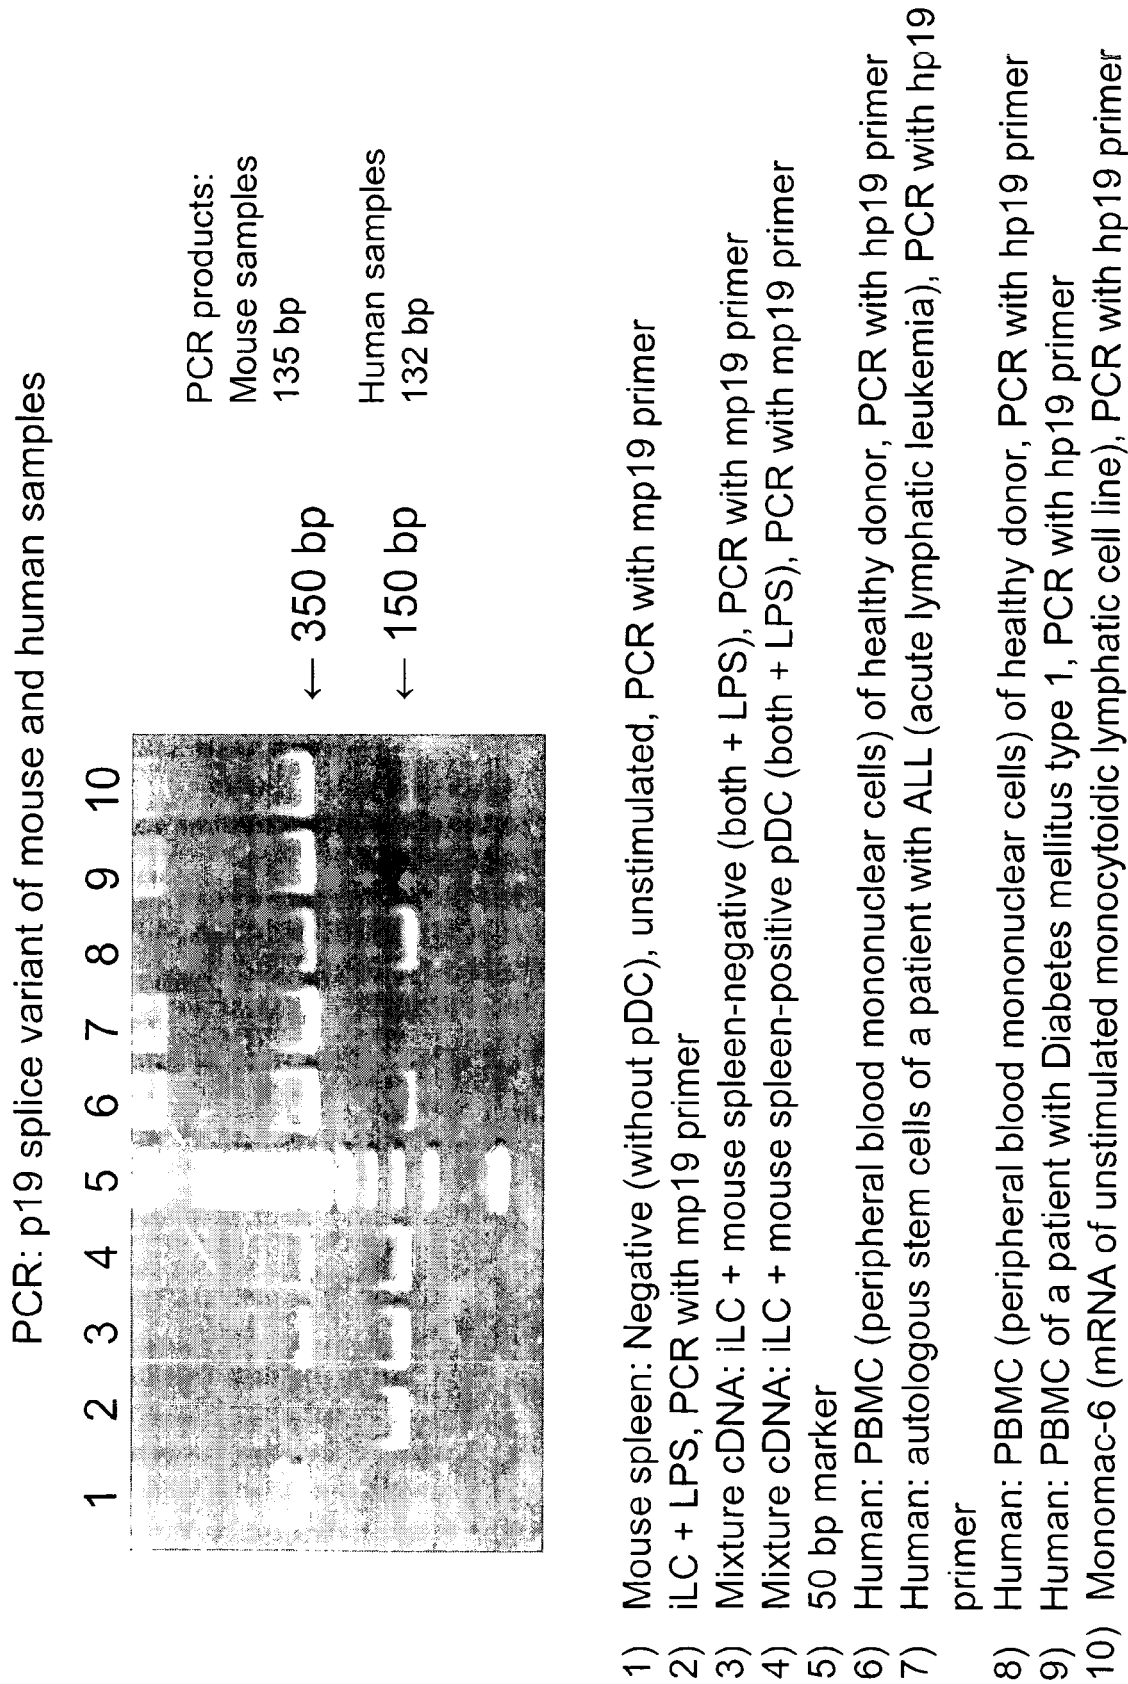 PCR: p19 splice variant of mouse and human samples
1 2 3 4 5 6 7 8 9 10
← 350 bp
← 150 bp
PCR products:
Mouse samples
135 bp
Human samples
132 bp
1) Mouse spleen: Negative (without pDC), unstimulated, PCR with mp19 primer
2) iLC + LPS, PCR with mp19 primer
3) Mixture cDNA: iLC + mouse spleen-negative (both + LPS), PCR with mp19 primer
4) Mixture cDNA: iLC + mouse spleen-positive pDC (both + LPS), PCR with mp19 primer
5) 50 bp marker
6) Human: PBMC (peripheral blood mononuclear cells) of healthy donor, PCR with hp19 primer
7) Human: autologous stem cells of a patient with ALL (acute lymphatic leukemia), PCR with hp19
primer
8) Human: PBMC (peripheral blood mononuclear cells) of healthy donor, PCR with hp19 primer
9) Human: PBMC of a patient with Diabetes mellitus type 1, PCR with hp19 primer
10) Monomac-6 (mRNA of unstimulated monocytoidic lymphatic cell line), PCR with hp19 primer